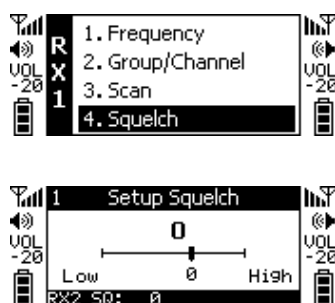 RX1
1. Frequency
2. Group/Channel
3. Scan
4. Squelch
VOL
-20
VOL
-20
1 Setup Squelch
0
Low 0 High
VOL
-20
VOL
-20
RX2 SQ: 0